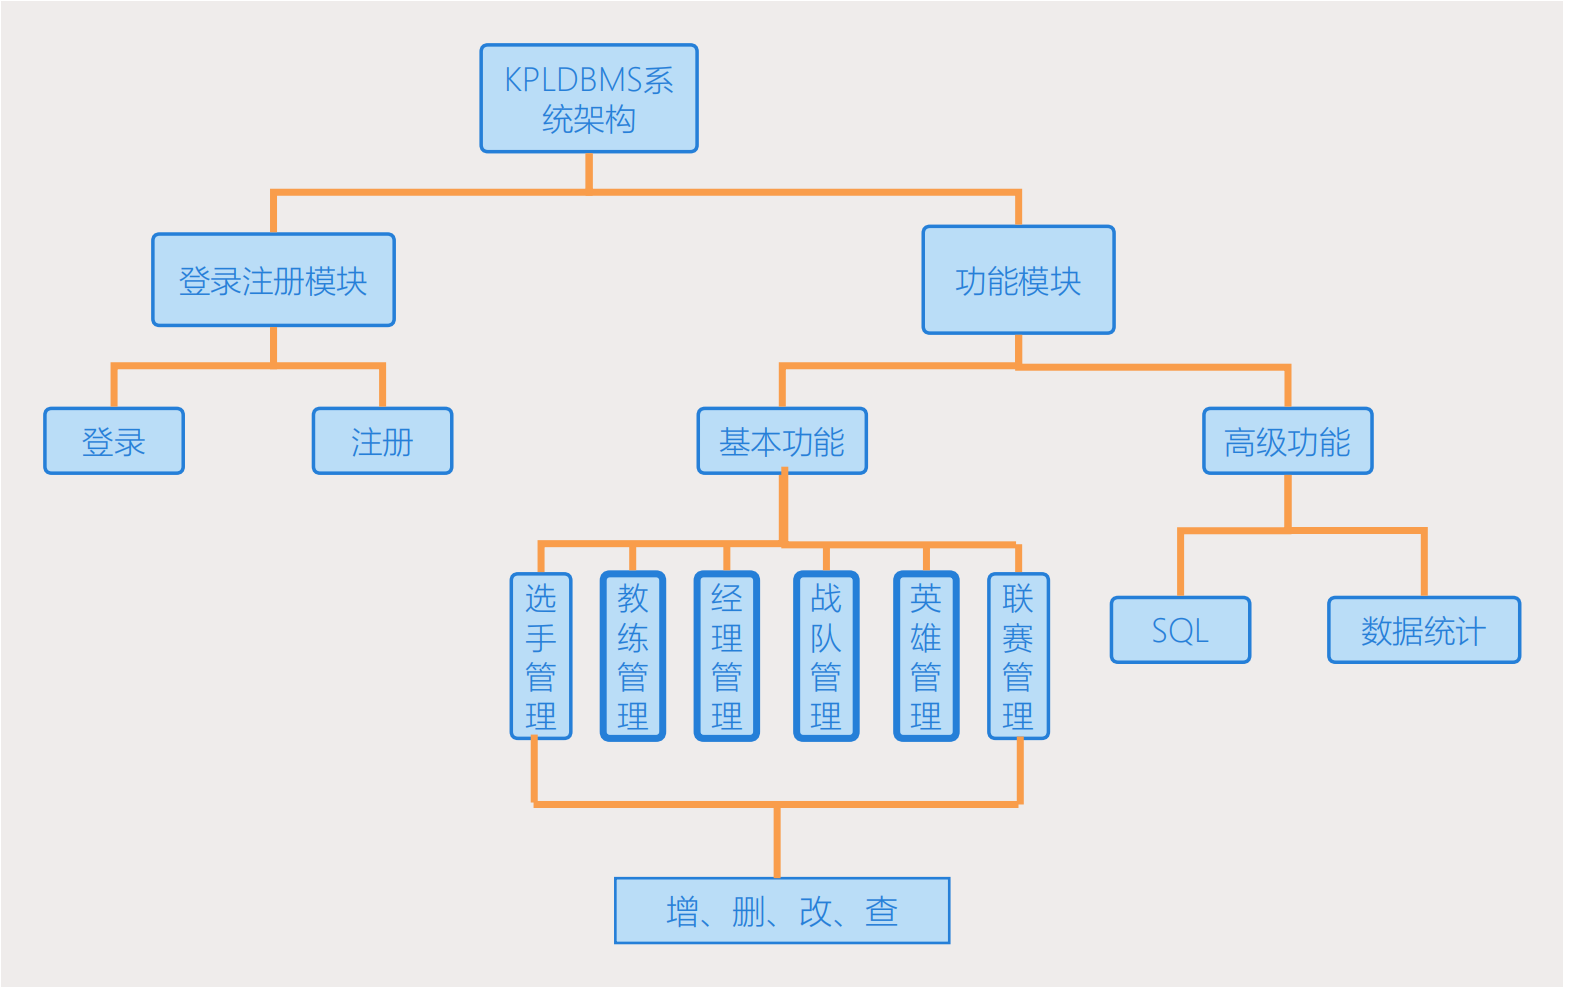 KPLDBMS系
统架构
登录注册模块
功能模块
登录
注册
基本功能
高级功能
选手管理
教练管理
经理管理
战队管理
英雄管理
联赛管理
SQL
数据统计
增、删、改、查